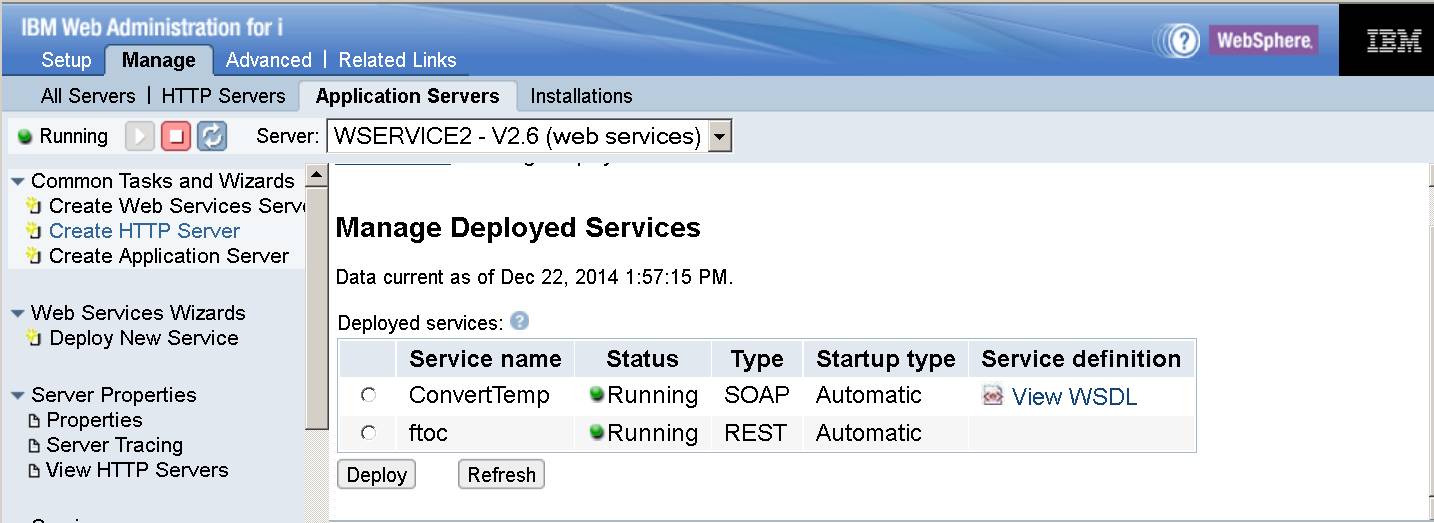 IBM Web Administration for i
WebSphere.
IBM
Setup Manage Advanced | Related Links
All Servers | HTTP Servers Application Servers Installations
Running Server: WSERVICE2 - V2.6 (web services)
Common Tasks and Wizards
Create Web Services Serv
Create HTTP Server
Create Application Server
Web Services Wizards
Deploy New Service
Server Properties
Properties
Server Tracing
View HTTP Servers
Manage Deployed Services
Data current as of Dec 22, 2014 1:57:15 PM.
Deployed services: ?
Service name Status Type Startup type Service definition
ConvertTemp Running SOAP Automatic View WSDL
ftoc Running REST Automatic
Deploy Refresh